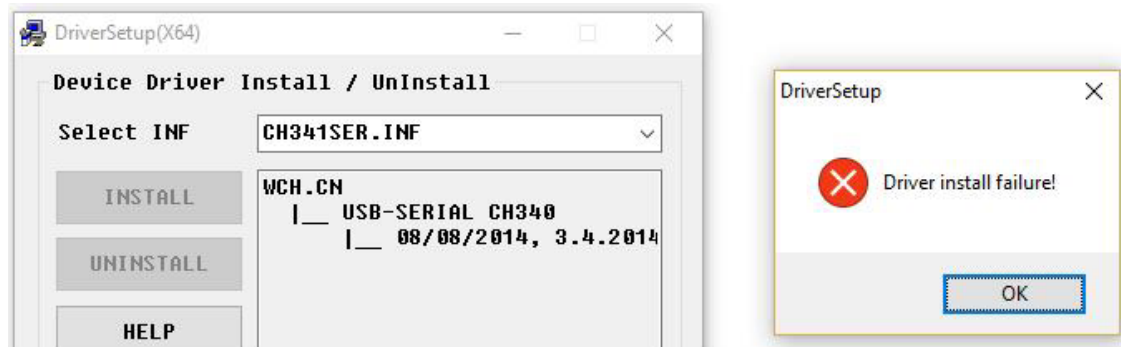 DriverSetup(X64)
Device Driver Install / UnInstall
Select INF
CH341SER.INF
INSTALL
WCH.CN
|__ USB-SERIAL CH340
|__ 08/08/2014, 3.4.2014
UNINSTALL
HELP
DriverSetup
Driver install failure!
OK